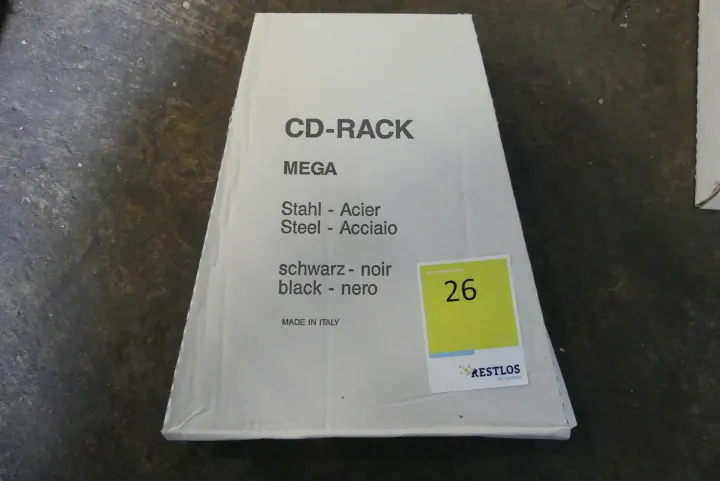 CD-RACK
MEGA
Stahl - Acier
Steel - Acciaio
schwarz - noir
black - nero
MADE IN ITALY
26
RESTLOS